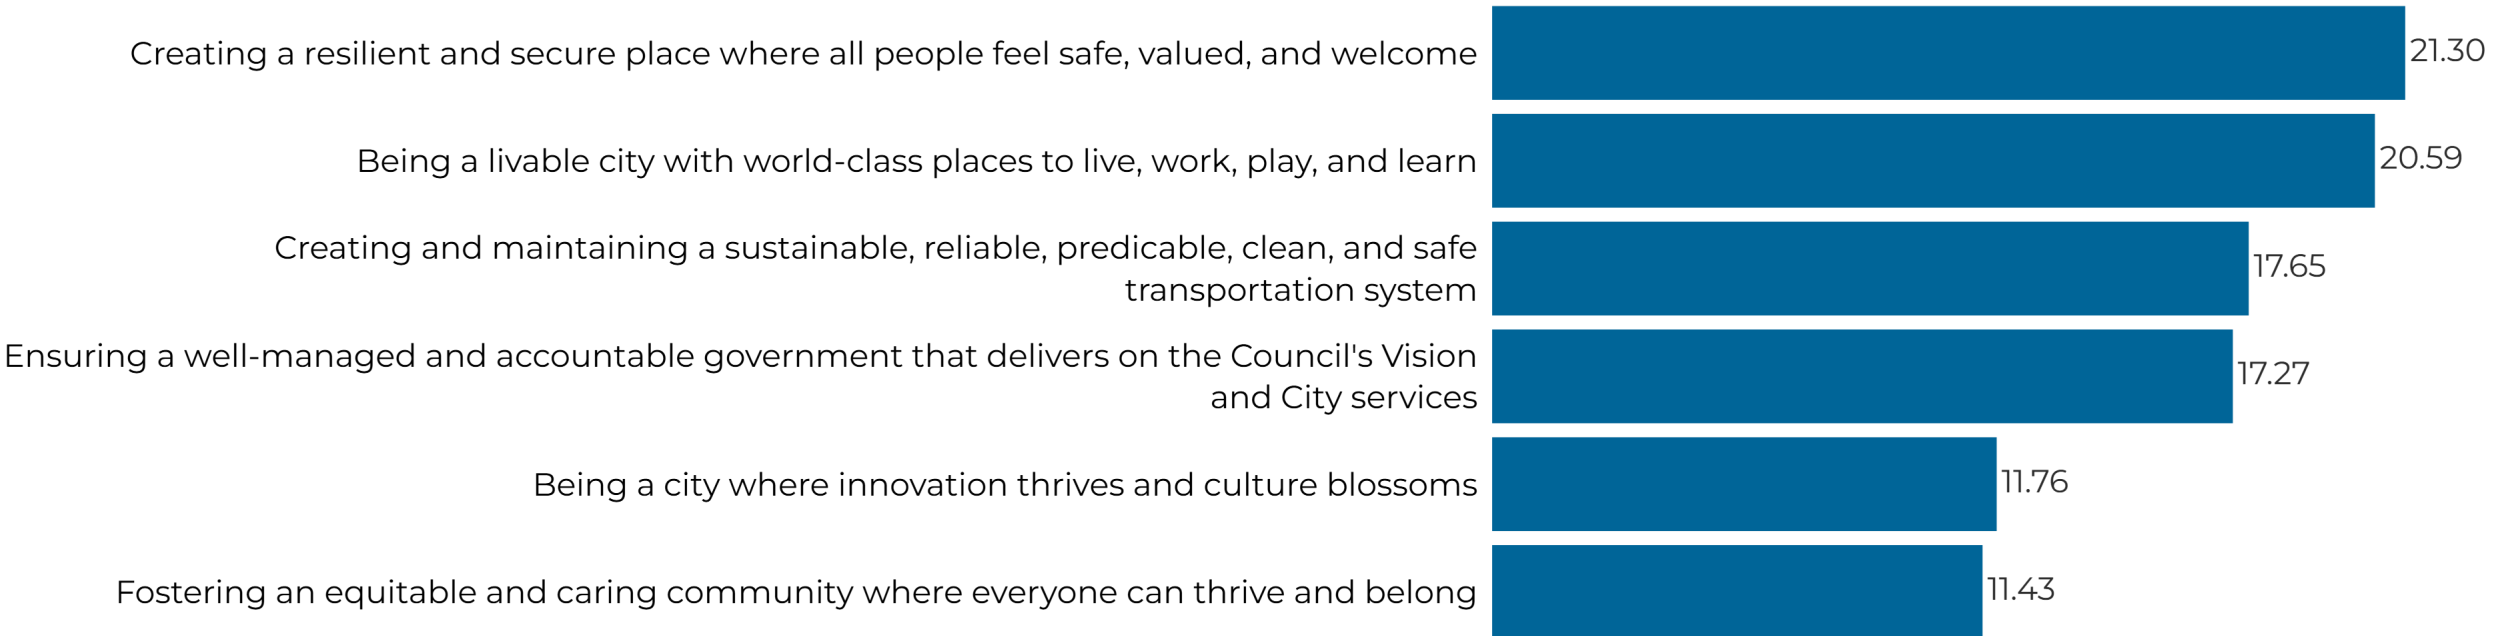 Creating a resilient and secure place where all people feel safe, valued, and welcome
21.30
Being a livable city with world-class places to live, work, play, and learn
20.59
Creating and maintaining a sustainable, reliable, predicable, clean, and safe
transportation system
17.65
Ensuring a well-managed and accountable government that delivers on the Council's Vision
and City services
17.27
Being a city where innovation thrives and culture blossoms
11.76
Fostering an equitable and caring community where everyone can thrive and belong
11.43